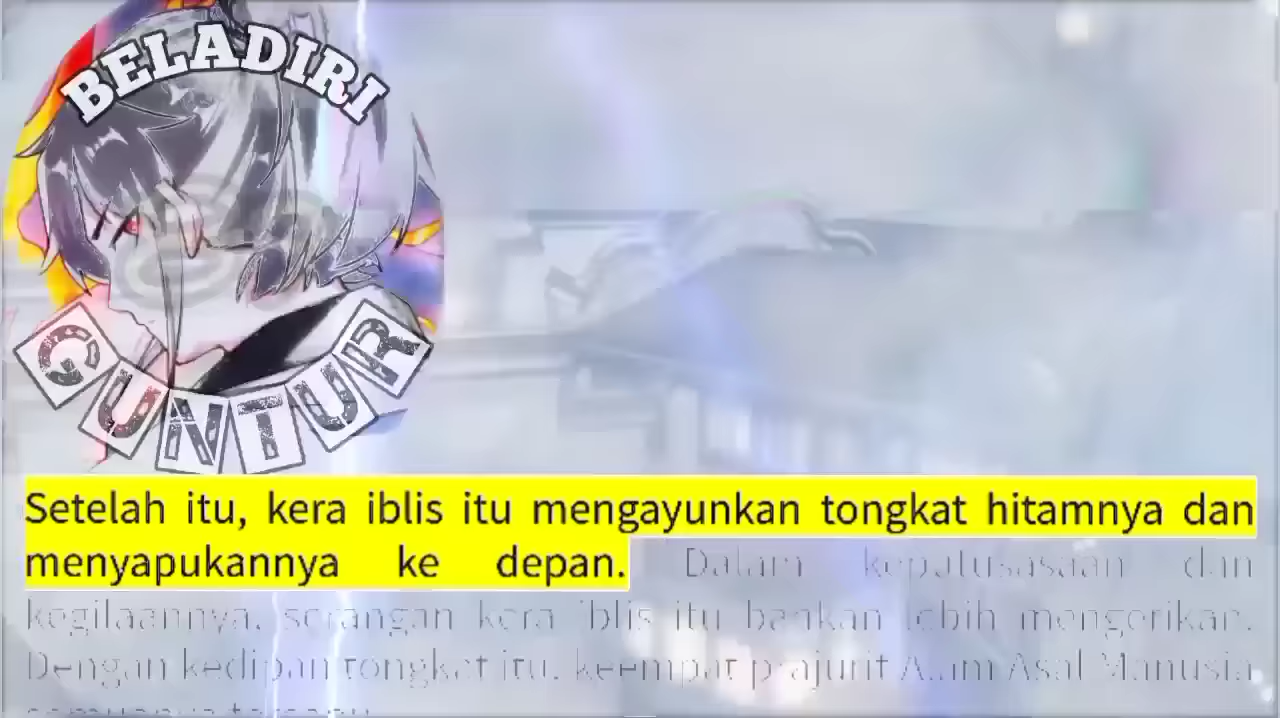 BELADIRI
GUNTUR
Setelah itu, kera iblis itu mengayunkan tongkat hitamnya dan
menyapukannya ke depan. Dalam keputusasaan dan
kegilaannya, serangan kera iblis itu bahkan lebih mengerikan.
Dengan kedipan tongkat itu, keempat prajurit Alam Asal Manusia
semuanya